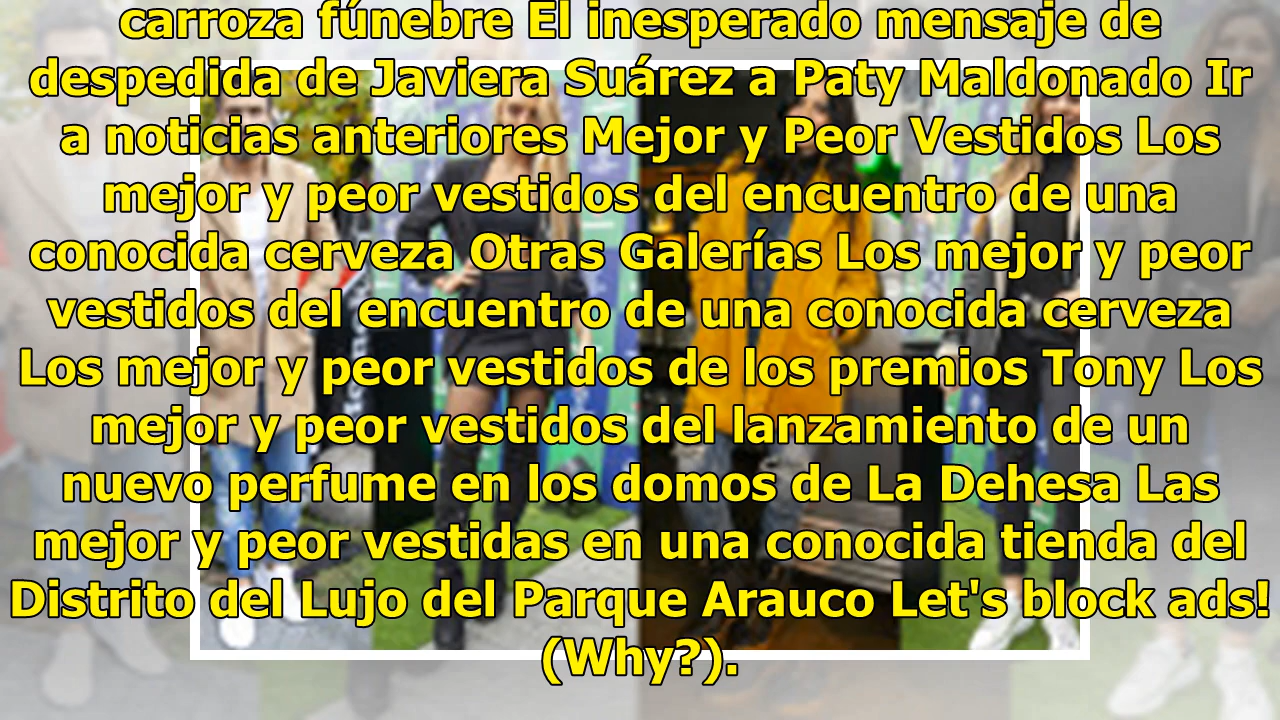 carroza fúnebre El inesperado mensaje de
despedida de Javiera Suárez a Paty Maldonado Ir
a noticias anteriores Mejor y Peor Vestidos Los
mejor y peor vestidos del encuentro de una
conocida cerveza Otras Galerías Los mejor y peor
vestidos del encuentro de una conocida cerveza
Los mejor y peor vestidos de los premios Tony Los
mejor y peor vestidos del lanzamiento de un
nuevo perfume en los domos de La Dehesa Las
mejor y peor vestidas en una conocida tienda del
Distrito del Lujo del Parque Arauco Let's block ads!
(Why?).